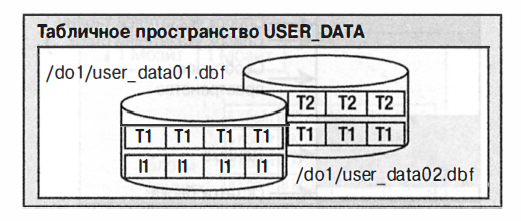 Табличное пространство USER_DATA
/do1/user_data01.dbf
T2 T2 T2
T1 T1 T1 T1
T1 T1 T1
I1 I1 I1 I1
/do1/user_data02.dbf